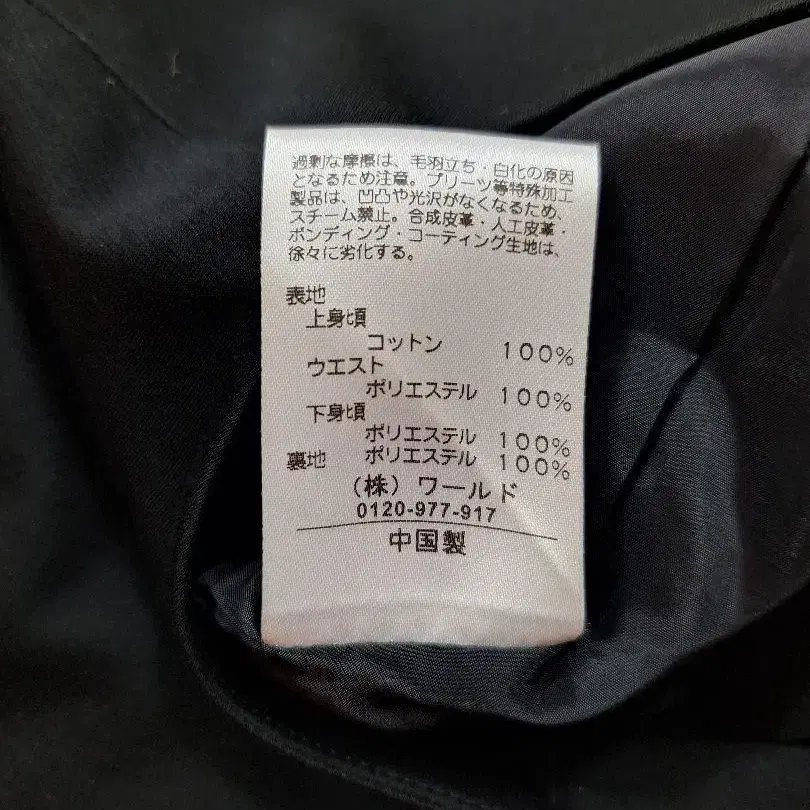 過剰な摩擦は、毛羽立ち・白化の原因
となるため注意。プリーツ等特殊加工
製品は、凹凸や光沢がなくなるため、
スチーム禁止。合成皮革・人工皮革・
ボンディング・コーティング生地は、
徐々に劣化する。
表地
上身頃
コットン 100%
ウエスト
ポリエステル 100%
下身頃
ポリエステル 100%
裏地 ポリエステル 100%
(株)ワールド
0120-977-917
中国製